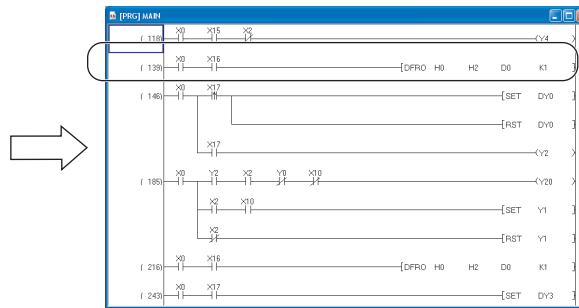 [PRG] MAIN
X0 X15 X2
( 118) (Y4 )
X0 X16
( 139) [DFRO H0 H2 D0 K1 ]
X0 X17
( 146) [SET DY0 ]
[RST DY0 ]
X17
(Y2 )
X0 Y2 X2 Y0 X10
( 185) (Y20 )
X2 X10
[SET Y1 ]
X2
[RST Y1 ]
X0 X16
( 216) [DFRO H0 H2 D0 K1 ]
X0 X17
( 243) [SET DY3 ]